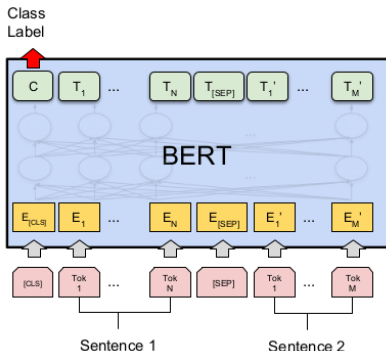 Class
Label
C T1 ... TN T[SEP] T1' ... TM'
...
BERT
...
E[CLS] E1 ... EN E[SEP] E1' ... EM'
[CLS] Tok 1 ... Tok N [SEP] Tok 1 ... Tok M
Sentence 1 Sentence 2